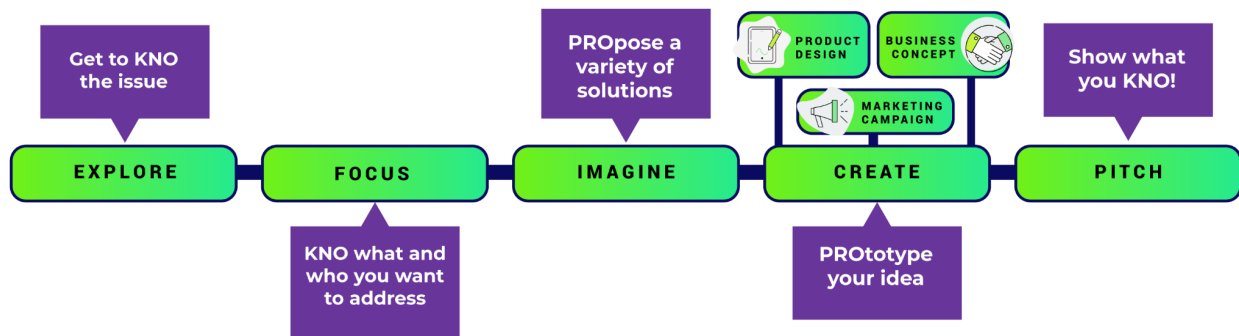 Get to KNO
the issue
PROpose a
variety of
solutions
PRODUCT
DESIGN
BUSINESS
CONCEPT
MARKETING
CAMPAIGN
Show what
you KNO!
EXPLORE
FOCUS
IMAGINE
CREATE
PITCH
KNO what and
who you want
to address
PROtotype
your idea